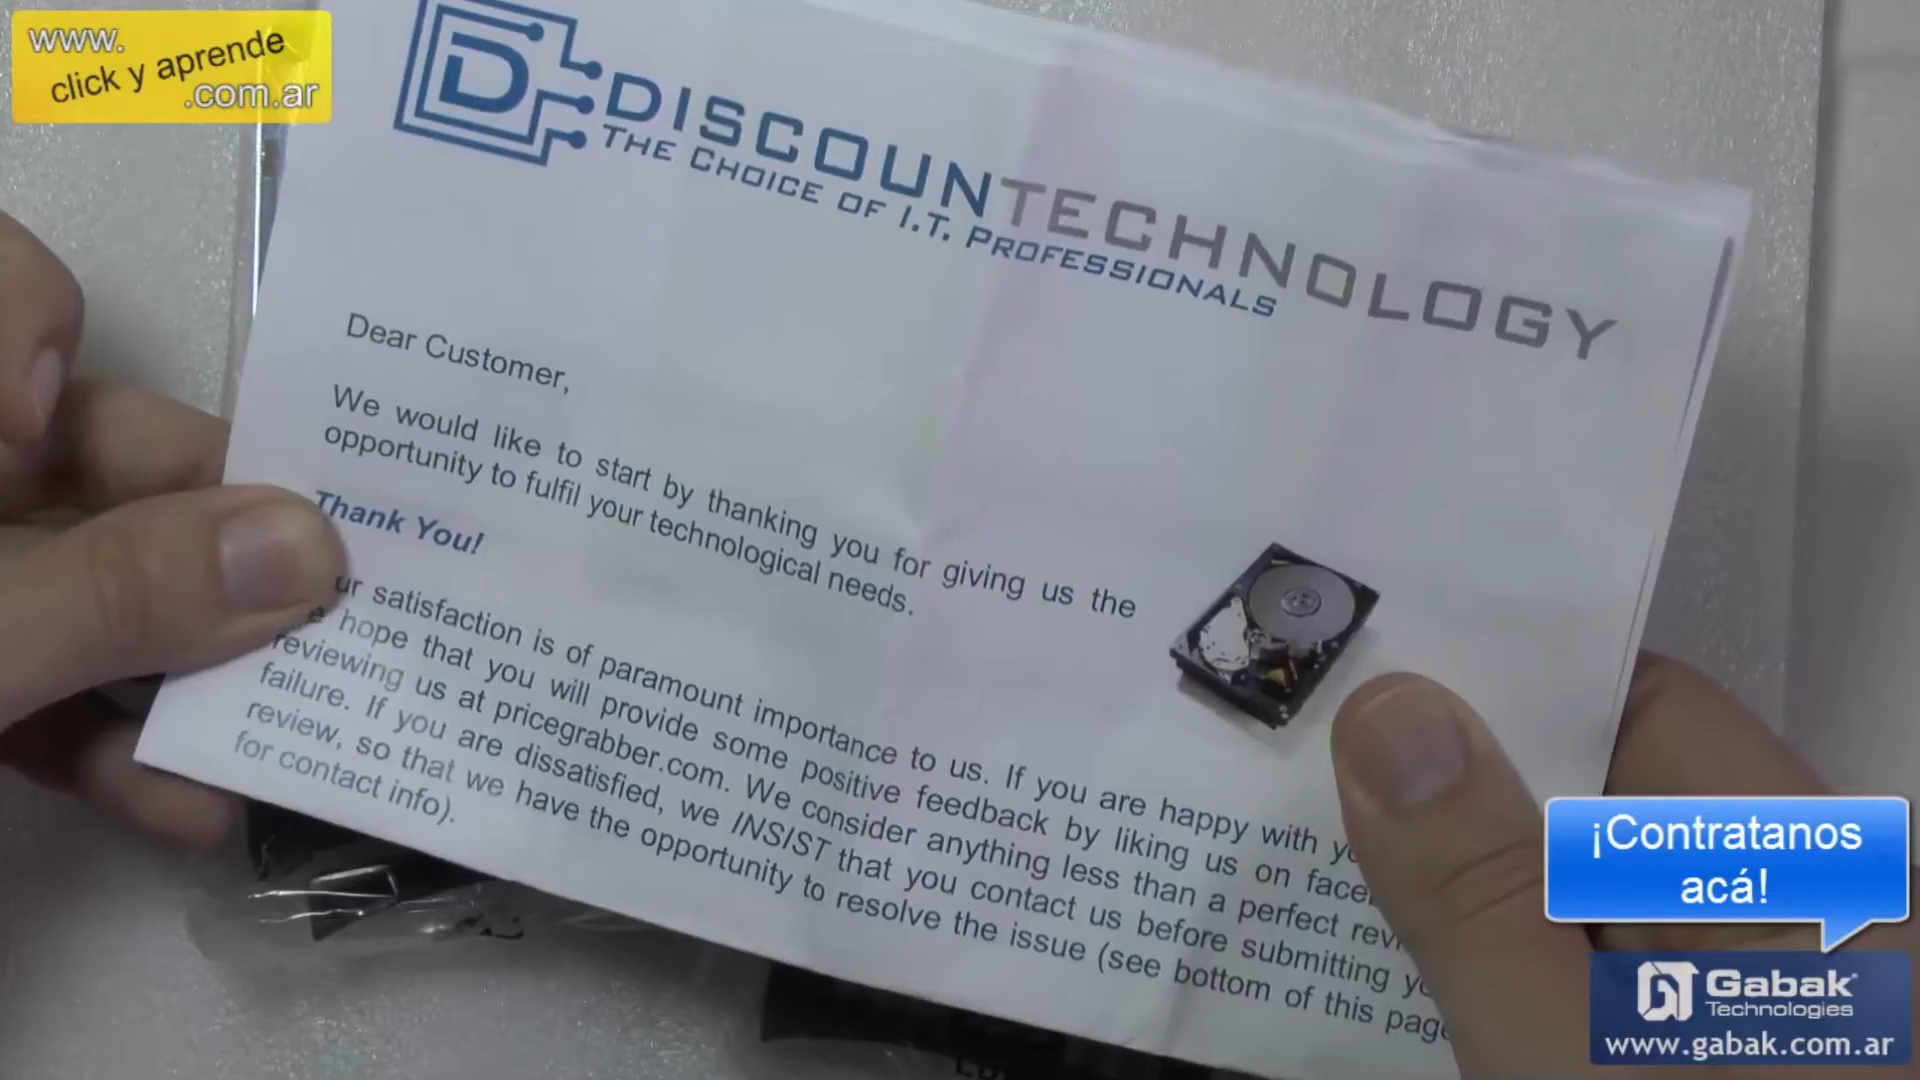 www.
click y aprende
.com.ar
D
DISCOUNTECHNOLOGY
THE CHOICE OF I.T. PROFESSIONALS
Dear Customer,
We would like to start by thanking you for giving us the
opportunity to fulfil your technological needs.
Thank You!
ur satisfaction is of paramount importance to us. If you are happy with
hope that you will provide some positive feedback by liking us on
reviewing us at pricegrabber.com. We consider anything less than a perfect
failure. If you are dissatisfied, we INSIST that you contact us before submitting
review, so that we have the opportunity to resolve the issue (see bottom of this page
for contact info).
¡Contratanos
acá!
Gabak
Technologies
www.gabak.com.ar